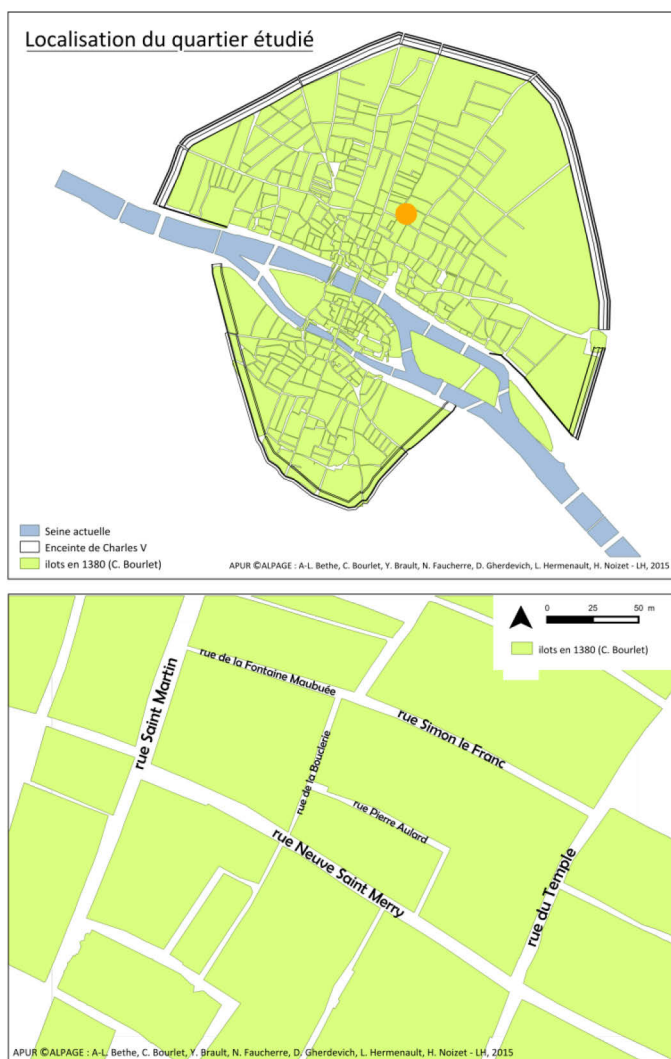 Localisation du quartier étudié
Seine actuelle
Enceinte de Charles V
ilots en 1380 (C. Bourlet)
APUR ©ALPAGE : A-L. Bethe, C. Bourlet, Y. Brault, N. Faucherre, D. Gherdevich, L. Hermenault, H. Noizet - LH, 2015
0 25 50 m
ilots en 1380 (C. Bourlet)
rue Saint Martin
rue de la Fontaine Maubuée
rue Simon le Franc
rue de la Bouclerie
rue Pierre Aulard
rue Neuve Saint Merry
rue du Temple
APUR ©ALPAGE : A-L. Bethe, C. Bourlet, Y. Brault, N. Faucherre, D. Gherdevich, L. Hermenault, H. Noizet - LH, 2015